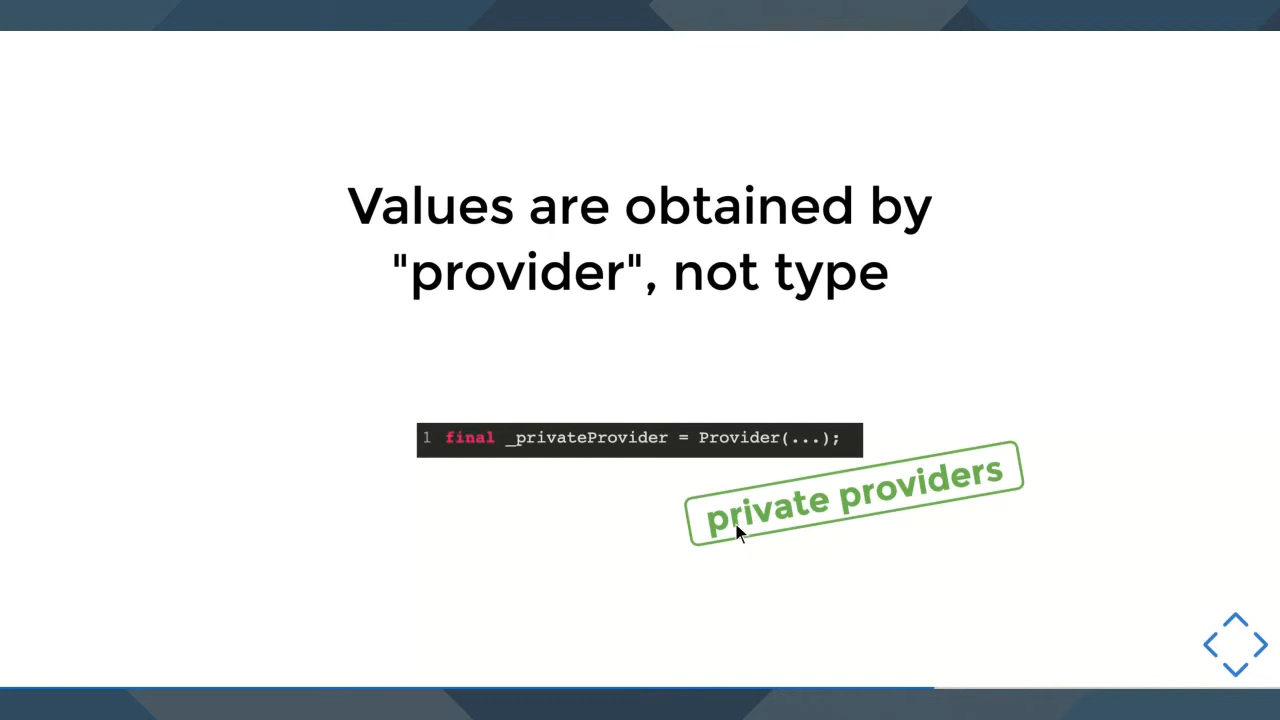 Values are obtained by
"provider", not type
1 final _privateProvider = Provider(...);
private providers